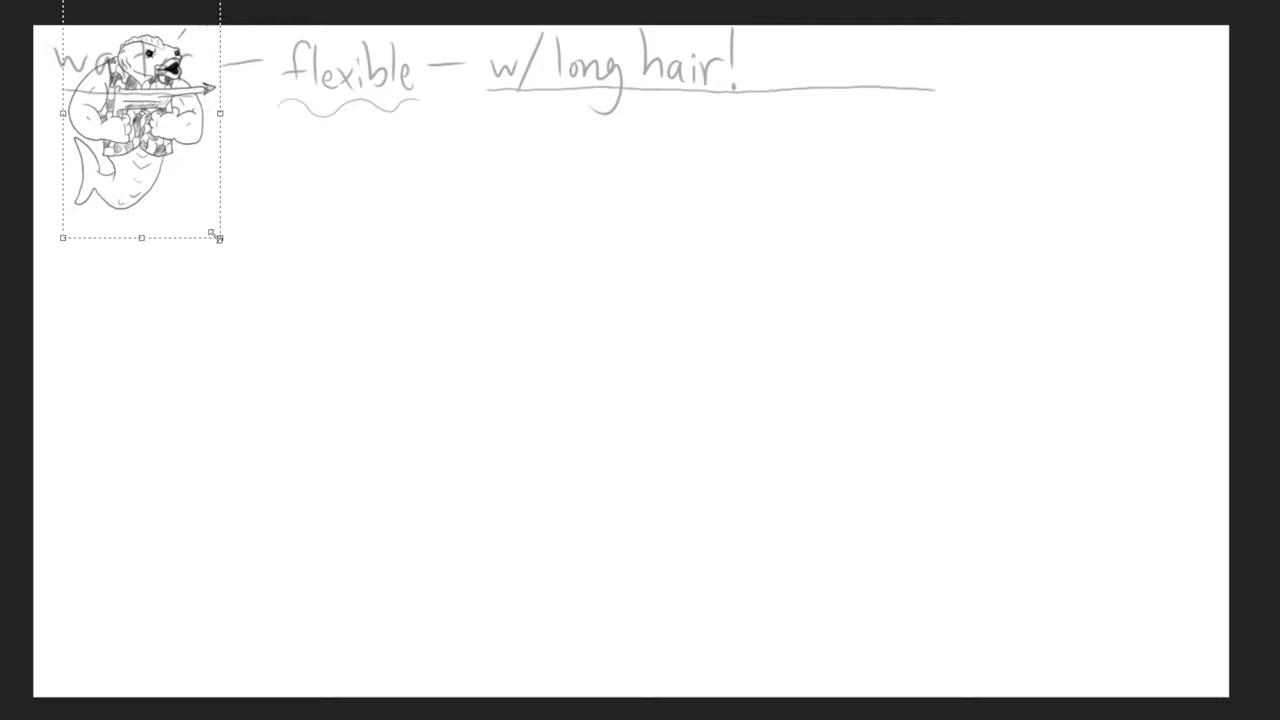 — flexible — w/ long hair!